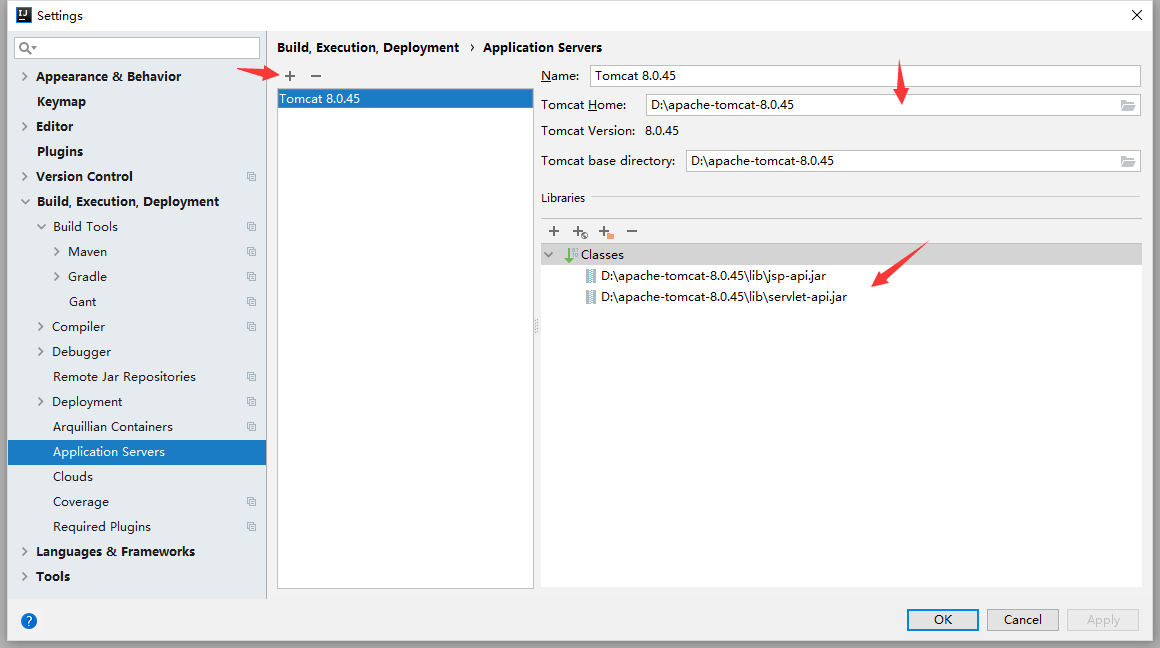 Settings
Build, Execution, Deployment › Application Servers
Appearance & Behavior
Keymap
Editor
Plugins
Version Control
Build, Execution, Deployment
Build Tools
Maven
Gradle
Gant
Compiler
Debugger
Remote Jar Repositories
Deployment
Arquillian Containers
Application Servers
Clouds
Coverage
Required Plugins
Languages & Frameworks
Tools
Tomcat 8.0.45
Name: Tomcat 8.0.45
Tomcat Home: D:\apache-tomcat-8.0.45
Tomcat Version: 8.0.45
Tomcat base directory: D:\apache-tomcat-8.0.45
Libraries
Classes
D:\apache-tomcat-8.0.45\lib\jsp-api.jar
D:\apache-tomcat-8.0.45\lib\servlet-api.jar
?
OK Cancel Apply